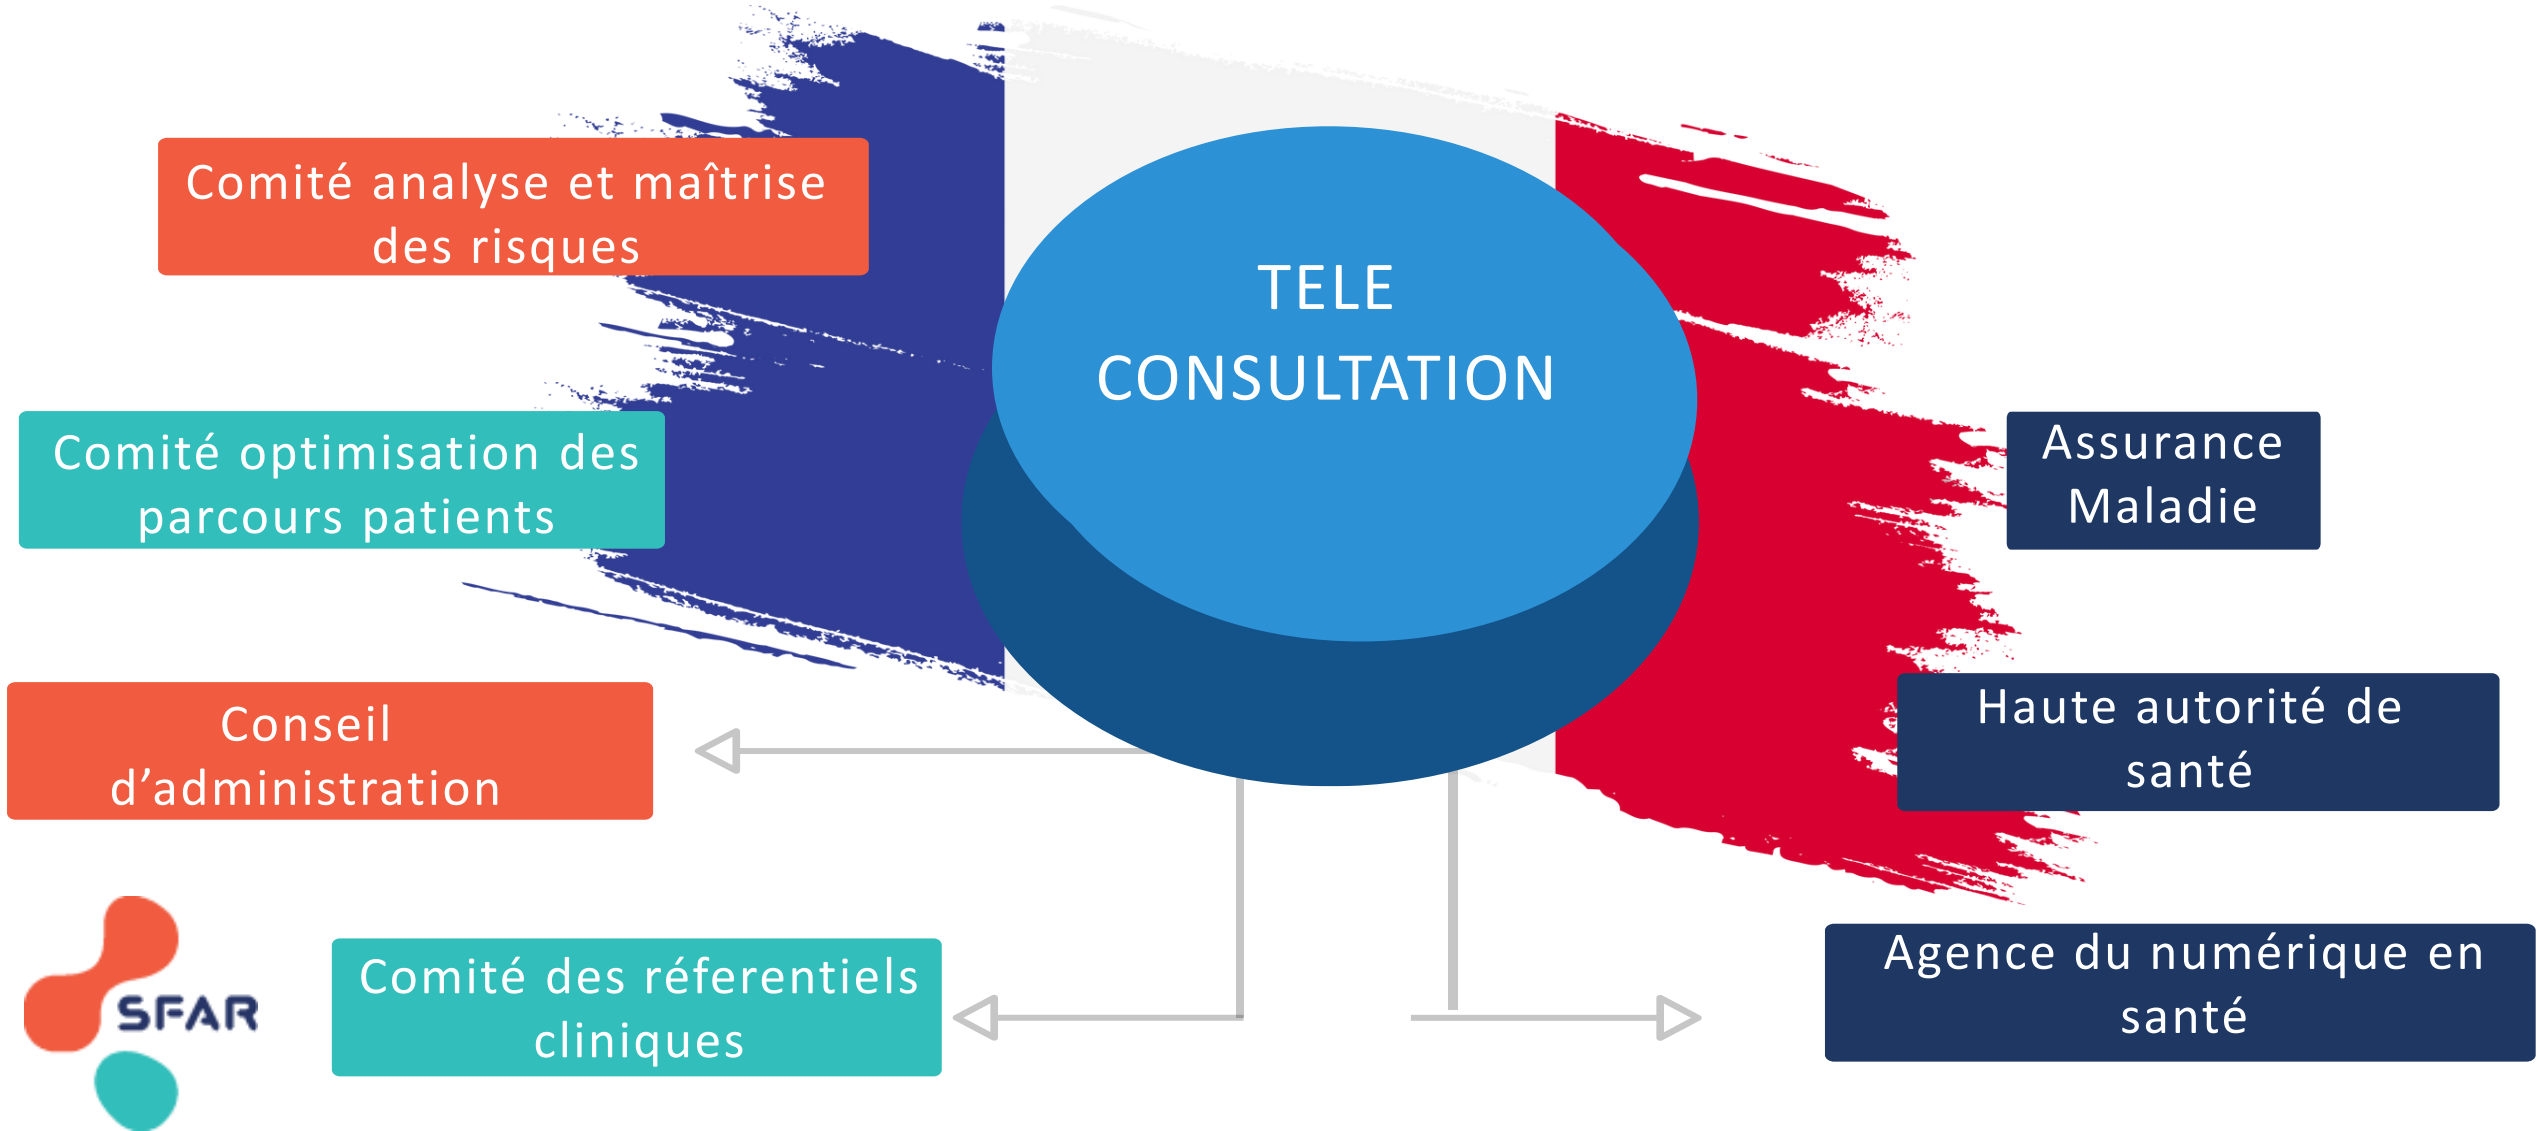 Comité analyse et maîtrise
des risques
TELE
CONSULTATION
Comité optimisation des
parcours patients
Assurance
Maladie
Conseil
d’administration
Haute autorité de
santé
SFAR
Comité des réferentiels
cliniques
Agence du numérique en
santé